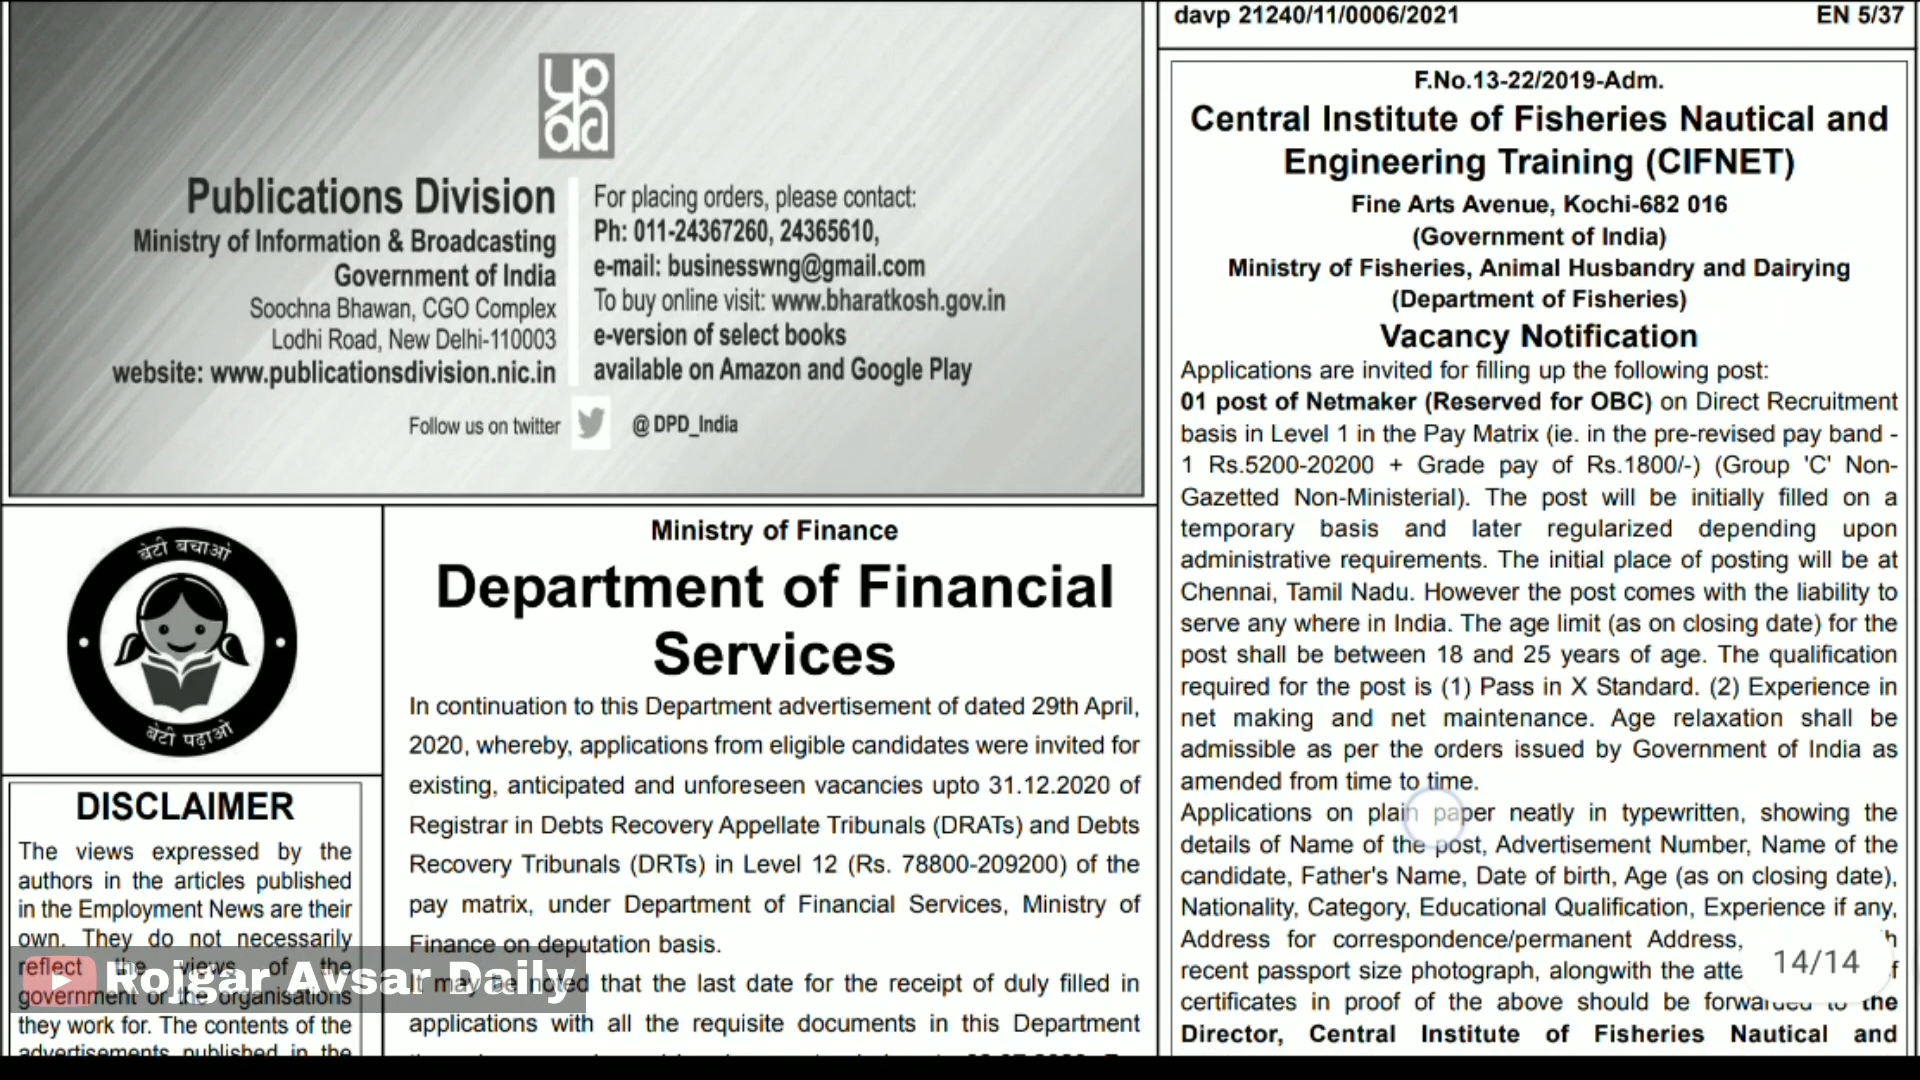 Publications Division
Ministry of Information & Broadcasting
Government of India
Soochna Bhawan, CGO Complex
Lodhi Road, New Delhi-110003
website: www.publicationsdivision.nic.in
For placing orders, please contact:
Ph: 011-24367260, 24365610,
e-mail: businesswng@gmail.com
To buy online visit: www.bharatkosh.gov.in
e-version of select books
available on Amazon and Google Play
Follow us on twitter @ DPD_India
बेटी बचाओ
बेटी पढ़ाओ
DISCLAIMER
The views expressed by the
authors in the articles published
in the Employment News are their
own. They do not necessarily
reflect the views of the
government or the organisations
they work for. The contents of the
advertisements published in the
Rojgar Avsar Daily
Ministry of Finance
Department of Financial
Services
In continuation to this Department advertisement of dated 29th April,
2020, whereby, applications from eligible candidates were invited for
existing, anticipated and unforeseen vacancies upto 31.12.2020 of
Registrar in Debts Recovery Appellate Tribunals (DRATs) and Debts
Recovery Tribunals (DRTs) in Level 12 (Rs. 78800-209200) of the
pay matrix, under Department of Financial Services, Ministry of
Finance on deputation basis.
It may be noted that the last date for the receipt of duly filled in
applications with all the requisite documents in this Department
davp 21240/11/0006/2021 EN 5/37
F.No.13-22/2019-Adm.
Central Institute of Fisheries Nautical and
Engineering Training (CIFNET)
Fine Arts Avenue, Kochi-682 016
(Government of India)
Ministry of Fisheries, Animal Husbandry and Dairying
(Department of Fisheries)
Vacancy Notification
Applications are invited for filling up the following post:
01 post of Netmaker (Reserved for OBC) on Direct Recruitment
basis in Level 1 in the Pay Matrix (ie. in the pre-revised pay band -
1 Rs.5200-20200 + Grade pay of Rs.1800/-) (Group 'C' Non-
Gazetted Non-Ministerial). The post will be initially filled on a
temporary basis and later regularized depending upon
administrative requirements. The initial place of posting will be at
Chennai, Tamil Nadu. However the post comes with the liability to
serve any where in India. The age limit (as on closing date) for the
post shall be between 18 and 25 years of age. The qualification
required for the post is (1) Pass in X Standard. (2) Experience in
net making and net maintenance. Age relaxation shall be
admissible as per the orders issued by Government of India as
amended from time to time.
Applications on plain paper neatly in typewritten, showing the
details of Name of the post, Advertisement Number, Name of the
candidate, Father's Name, Date of birth, Age (as on closing date),
Nationality, Category, Educational Qualification, Experience if any,
Address for correspondence/permanent Address,
recent passport size photograph, alongwith the
certificates in proof of the above should be forwarded to the
Director, Central Institute of Fisheries Nautical and
14/14